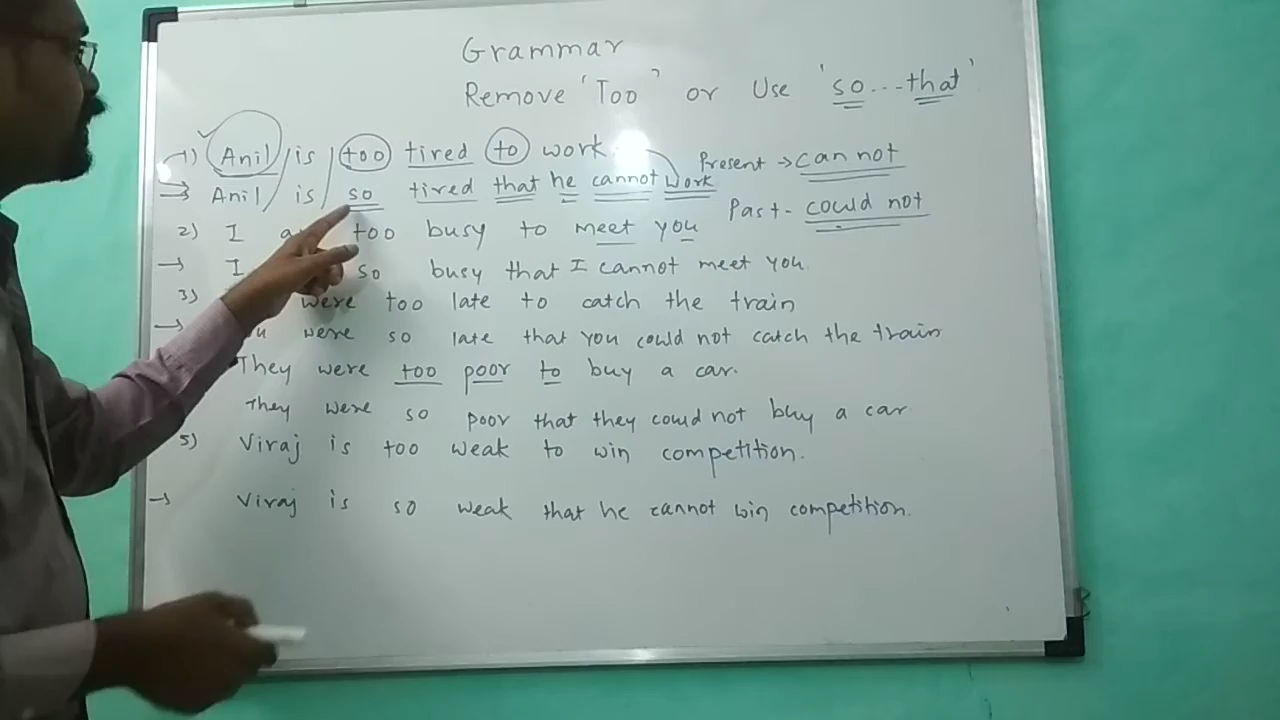 Grammar
Remove 'Too' or Use 'so...that'
1) Anil / is / too tired to work.
Present → cannot
→ Anil / is / so tired that he cannot work
Past - could not
2) I too busy to meet you
→ I so busy that I cannot meet you.
3) were too late to catch the train
→ were so late that you could not catch the train
They were too poor to buy a car.
They were so poor that they could not buy a car
5) Viraj is too weak to win competition.
→ Viraj is so weak that he cannot win competition.